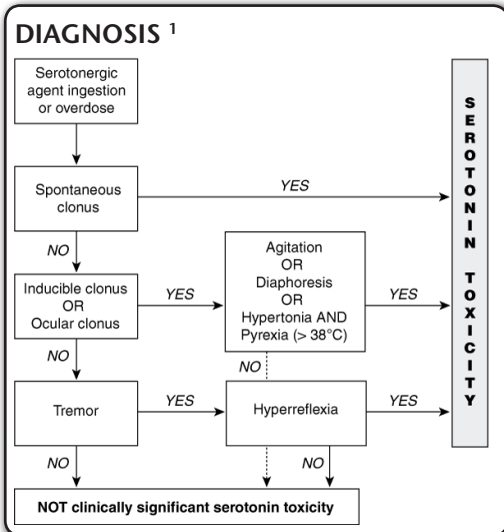 DIAGNOSIS 1
Serotonergic
agent ingestion
or overdose
Spontaneous
clonus
YES
NO
Inducible clonus
OR
Ocular clonus
YES
Agitation
OR
Diaphoresis
OR
Hypertonia AND
Pyrexia (> 38°C)
YES
NO
NO
Tremor
YES
Hyperreflexia
YES
NO
NO
NOT clinically significant serotonin toxicity
SEROTONIN TOXICITY